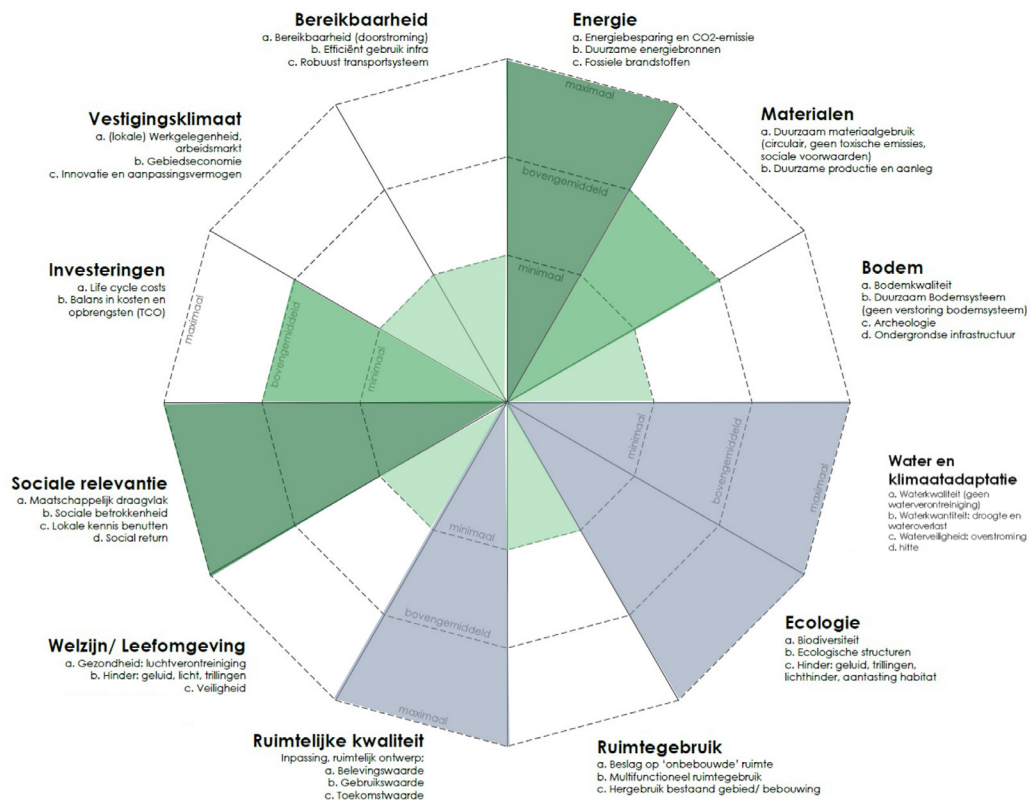 Bereikbaarheid
a. Bereikbaarheid (doorstroming)
b. Efficiënt gebruik infra
c. Robuust transportsysteem
Energie
a. Energiebesparing en CO2-emissie
b. Duurzame energiebronnen
c. Fossiele brandstoffen
Vestigingsklimaat
a. (lokale) Werkgelegenheid,
arbeidsmarkt
b. Gebiedseconomie
c. Innovatie en aanpassingsvermogen
Materialen
a. Duurzaam materiaalgebruik
(circulair, geen toxische emissies,
sociale voorwaarden)
b. Duurzame productie en aanleg
Investeringen
a. Life cycle costs
b. Balans in kosten en
opbrengsten (TCO)
Bodem
a. Bodemkwaliteit
b. Duurzaam Bodemsysteem
(geen verstoring bodemsysteem)
c. Archeologie
d. Ondergrondse infrastructuur
maximaal
bovengemiddeld
minimaal
maximaal
bovengemiddeld
minimaal
minimaal
bovengemiddeld
maximaal
minimaal
bovengemiddeld
maximaal
Sociale relevantie
a. Maatschappelijk draagvlak
b. Sociale betrokkenheid
c. Lokale kennis benutten
d. Social return
Water en
klimaatadaptatie
a. Waterkwaliteit (geen
waterverontreiniging)
b. Waterkwantiteit: droogte en
wateroverlast
c. Waterveiligheid: overstroming
d. hitte
Welzijn/ Leefomgeving
a. Gezondheid: luchtverontreiniging
b. Hinder: geluid, licht, trillingen
c. Veiligheid
Ecologie
a. Biodiversiteit
b. Ecologische structuren
c. Hinder: geluid, trillingen,
lichthinder, aantasting habitat
Ruimtelijke kwaliteit
Inpassing, ruimtelijk ontwerp;
a. Belevingswaarde
b. Gebruikswaarde
c. Toekomstwaarde
Ruimtegebruik
a. Beslag op ‘onbebouwde’ ruimte
b. Multifunctioneel ruimtegebruik
c. Hergebruik bestaand gebied/ bebouwing